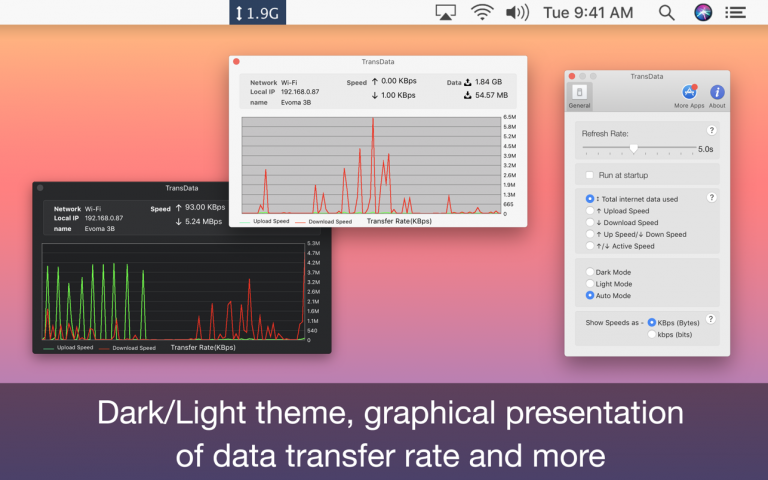 ↕ 1.9G
Tue 9:41 AM
TransData
Network Wi-Fi
Local IP 192.168.0.87
name Evoma 3B
Speed ↑ 0.00 KBps
↓ 1.00 KBps
Data 1.84 GB
54.57 MB
6.5M
5.8M
5.2M
4.5M
3.9M
3.2M
2.6M
1.9M
1.3M
665
0
Upload Speed Download Speed Transfer Rate(KBps)
TransData
Network Wi-Fi
Local IP 192.168.0.87
name Evoma 3B
Speed ↑ 93.00 KBps
↓ 5.24 MBps
5.3M
4.7M
4.2M
3.7M
3.2M
2.6M
2.1M
1.6M
1.1M
640
0
Upload Speed Download Speed Transfer Rate(KBps)
TransData
General More Apps About
Refresh Rate: ?
5.0s
Run at startup
↕ Total internet data used ?
↑ Upload Speed
↓ Download Speed
↑ Up Speed/↓ Down Speed
↑/↓ Active Speed
Dark Mode
Light Mode
Auto Mode
Show Speeds as - KBps (Bytes) ?
kbps (bits)
Dark/Light theme, graphical presentation
of data transfer rate and more